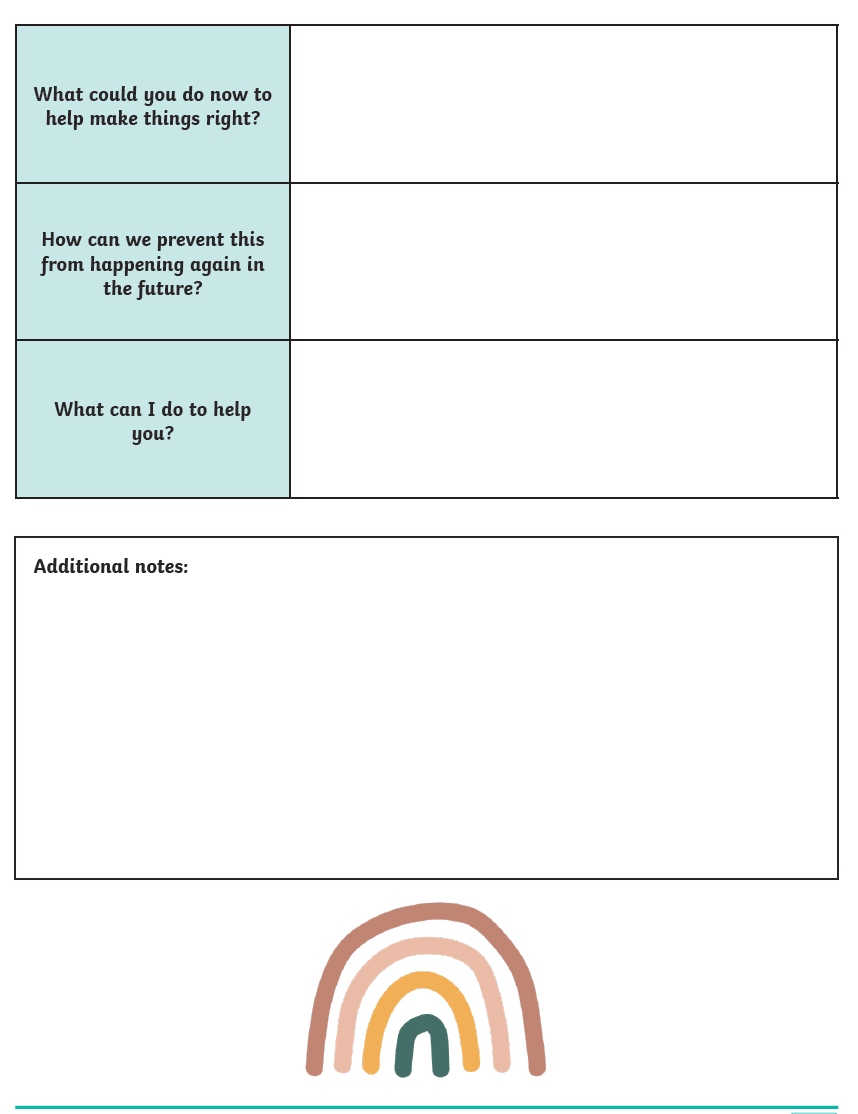 What could you do now to
help make things right?
How can we prevent this
from happening again in
the future?
What can I do to help
you?
Additional notes: